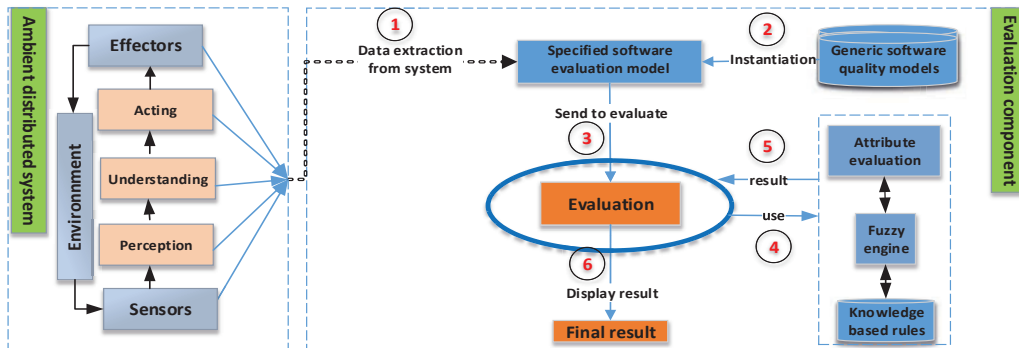 Ambient distributed system
Effectors
Acting
Understanding
Perception
Sensors
Environment
1
Data extraction
from system
Specified software
evaluation model
2
Instantiation
Generic software
quality models
Send to evaluate
3
Evaluation
5
result
use
4
Attribute
evaluation
Fuzzy
engine
Knowledge
based rules
6
Display result
Final result
Evaluation component